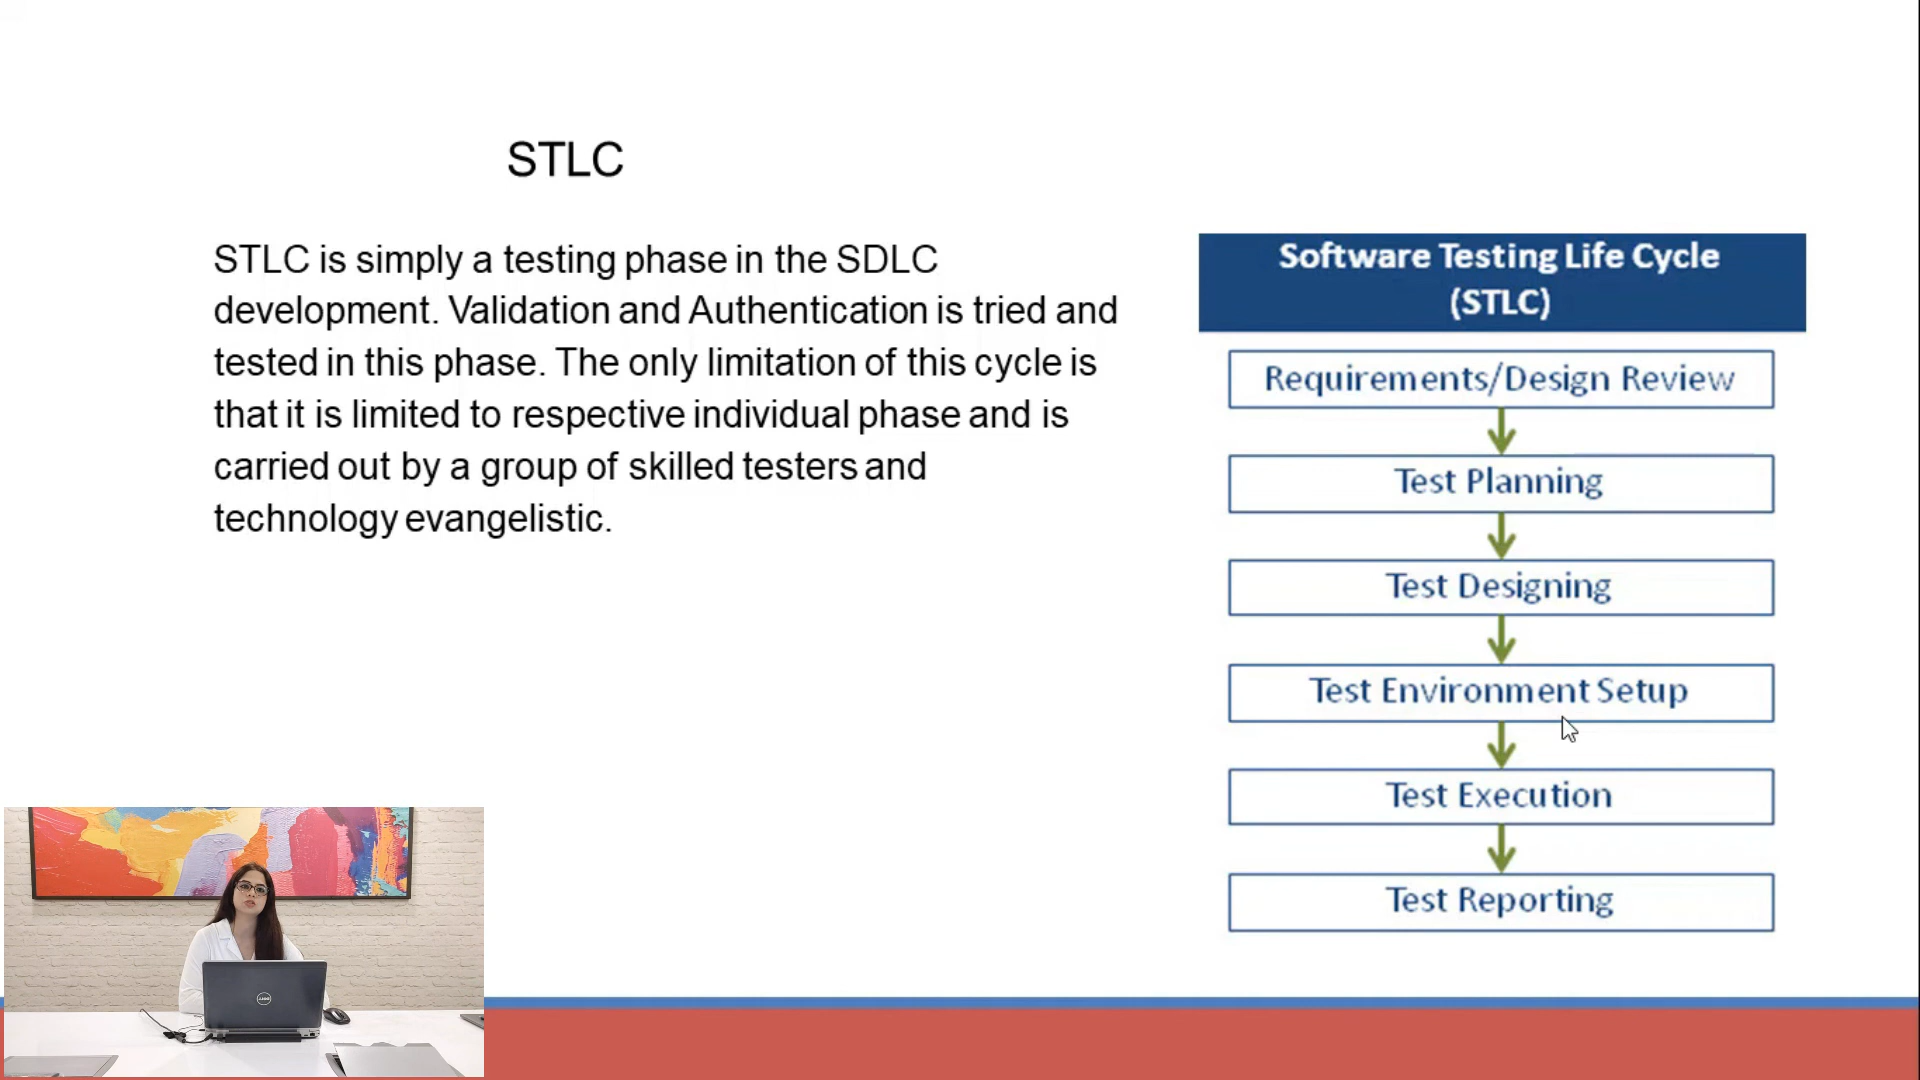 STLC
STLC is simply a testing phase in the SDLC
development. Validation and Authentication is tried and
tested in this phase. The only limitation of this cycle is
that it is limited to respective individual phase and is
carried out by a group of skilled testers and
technology evangelistic.
Software Testing Life Cycle
(STLC)
Requirements/Design Review
Test Planning
Test Designing
Test Environment Setup
Test Execution
Test Reporting
DELL